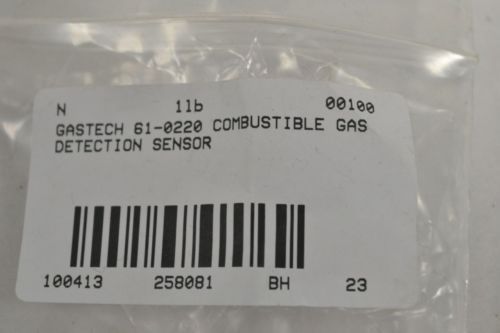 N 1lb 00100
GASTECH 61-0220 COMBUSTIBLE GAS
DETECTION SENSOR
100413 258081 BH 23